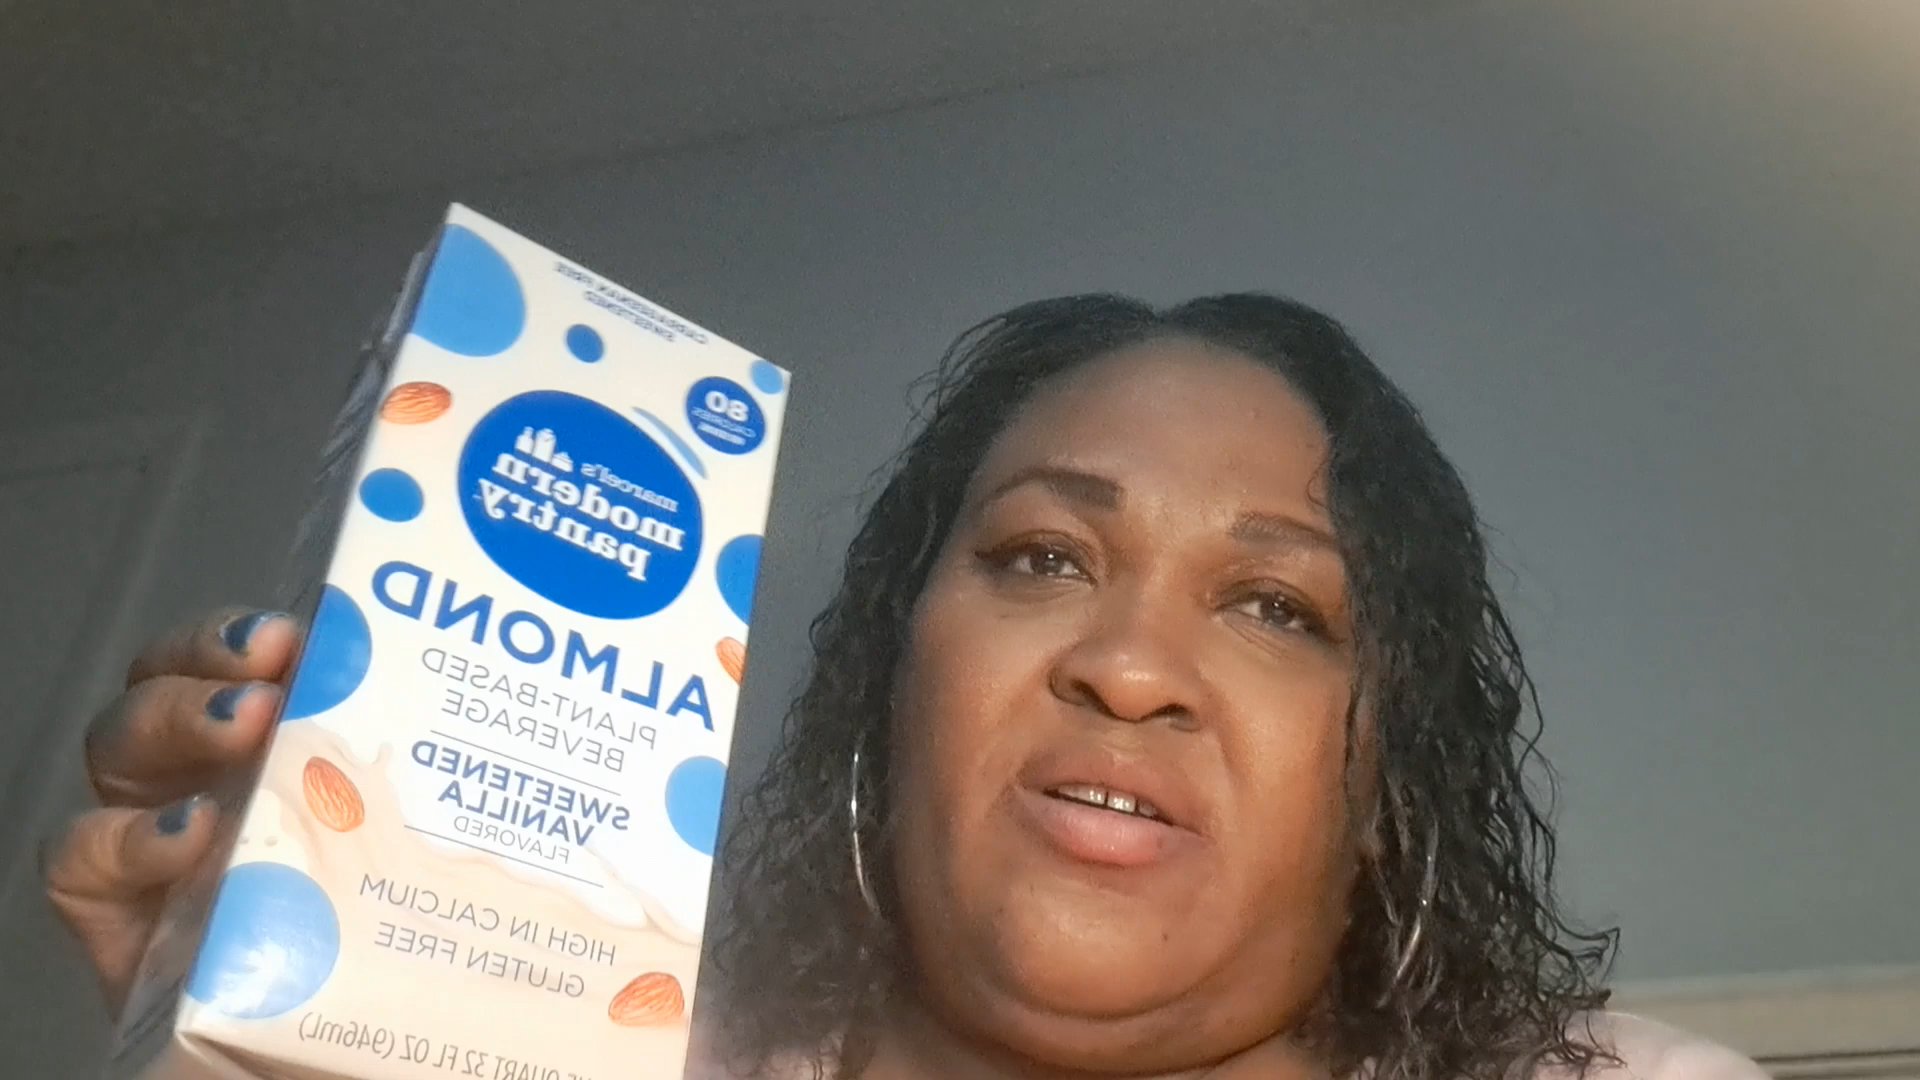 CARRAGEENAN FREE
SWEETENED
80
CALORIES
marcel's
modern
pantry
ALMOND
PLANT-BASED
BEVERAGE
SWEETENED
VANILLA
FLAVORED
HIGH IN CALCIUM
GLUTEN FREE
QUART 32 FL OZ (946mL)